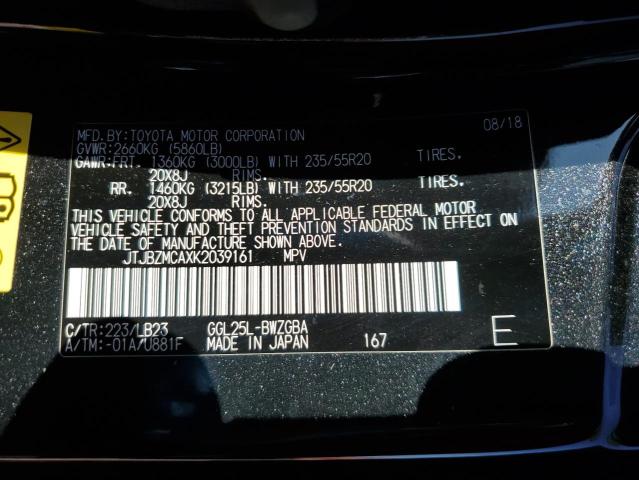 MFD.BY:TOYOTA MOTOR CORPORATION 08/18
GVWR:2660KG (5860LB)
GAWR:FRT. 1360KG (3000LB) WITH 235/55R20 TIRES.
20X8J RIMS.
RR. 1460KG (3215LB) WITH 235/55R20 TIRES.
20X8J RIMS.
THIS VEHICLE CONFORMS TO ALL APPLICABLE FEDERAL MOTOR
VEHICLE SAFETY AND THEFT PREVENTION STANDARDS IN EFFECT ON
THE DATE OF MANUFACTURE SHOWN ABOVE.
JTJBZMCAXK2039161 MPV
C/TR:223/LB23 GGL25L-BWZGBA
A/TM:-01A/U881F MADE IN JAPAN 167 E